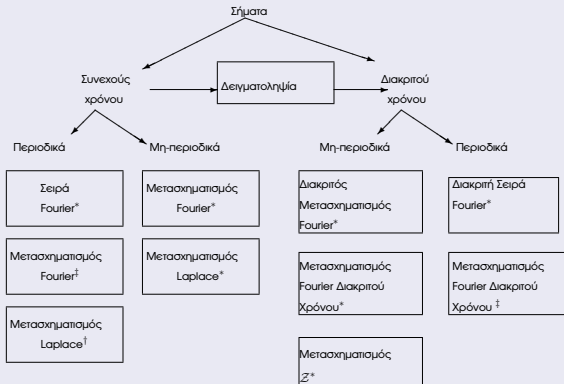 Σήματα
Συνεχούς
χρόνου
Δειγματοληψία
Διακριτού
χρόνου
Περιοδικά
Μη-περιοδικά
Μη-περιοδικά
Περιοδικά
Σειρά
Fourier*
Μετασχηματισμός
Fourier*
Διακριτός
Μετασχηματισμός
Fourier*
Διακριτή Σειρά
Fourier*
Μετασχηματισμός
Fourier‡
Μετασχηματισμός
Laplace*
Μετασχηματισμός
Fourier Διακριτού
Χρόνου*
Μετασχηματισμός
Fourier Διακριτού
Χρόνου ‡
Μετασχηματισμός
Laplace†
Μετασχηματισμός
𝒵*